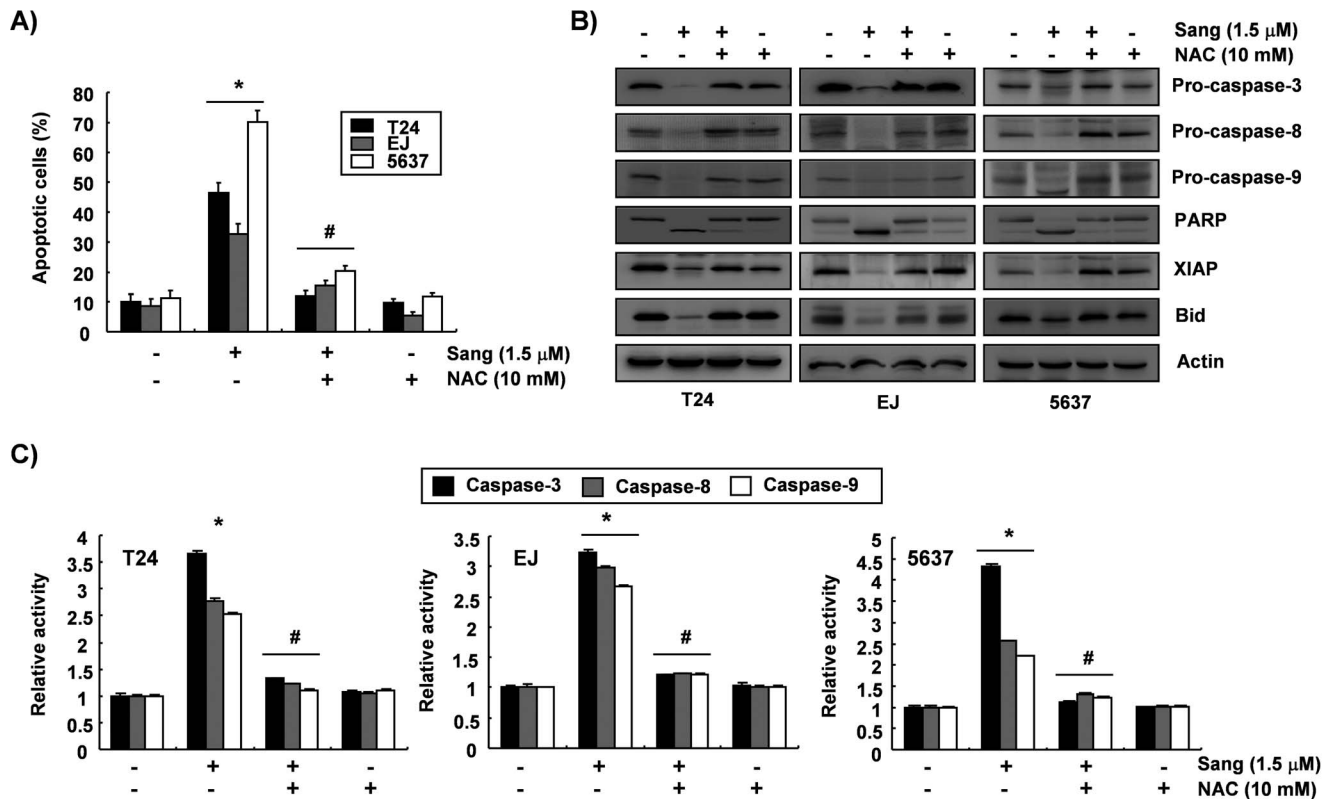 A)
*
#
T24
EJ
5637
Apoptotic cells (%)
80
70
60
50
40
30
20
10
0
- + + - Sang (1.5 μM)
- - + + NAC (10 mM)
B)
- + + - - + + - - + + - Sang (1.5 μM)
- - + + - - + + - - + + NAC (10 mM)
Pro-caspase-3
Pro-caspase-8
Pro-caspase-9
PARP
XIAP
Bid
Actin
T24 EJ 5637
C)
Caspase-3 Caspase-8 Caspase-9
T24
*
#
Relative activity
4
3.5
3
2.5
2
1.5
1
0.5
0
- + + -
- - + +
EJ
*
#
Relative activity
3.5
3
2.5
2
1.5
1
0.5
0
- + + -
- - + +
5637
*
#
Relative activity
5
4.5
4
3.5
3
2.5
2
1.5
1
0.5
0
- + + - Sang (1.5 μM)
- - + + NAC (10 mM)